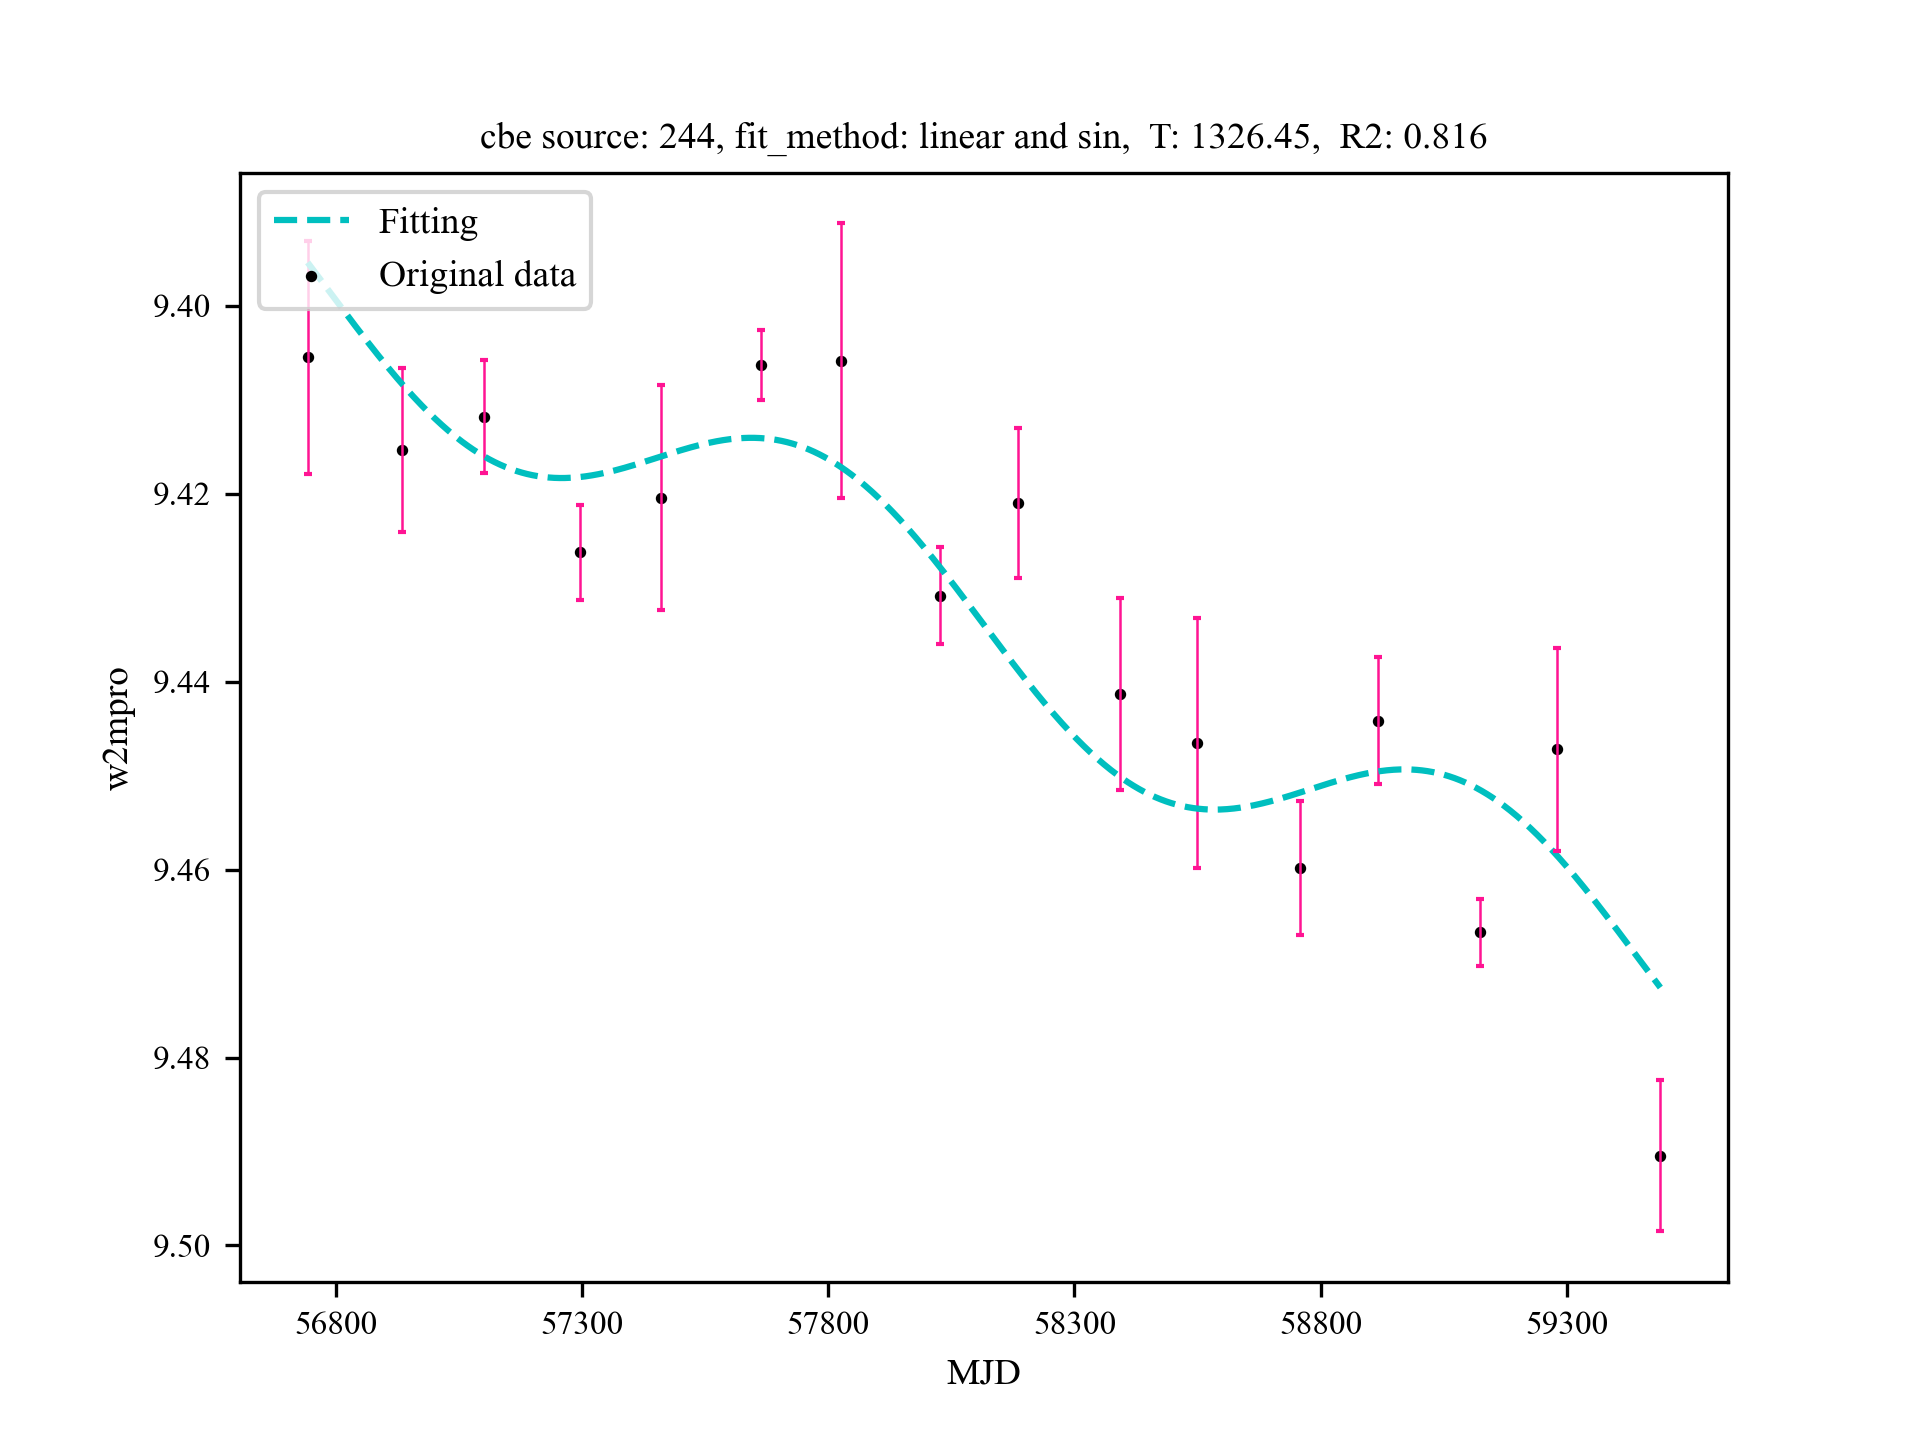 cbe source: 244, fit_method: linear and sin,  T: 1326.45,  R2: 0.816
Fitting
Original data
9.40
9.42
9.44
9.46
9.48
9.50
w2mpro
56800 57300 57800 58300 58800 59300
MJD